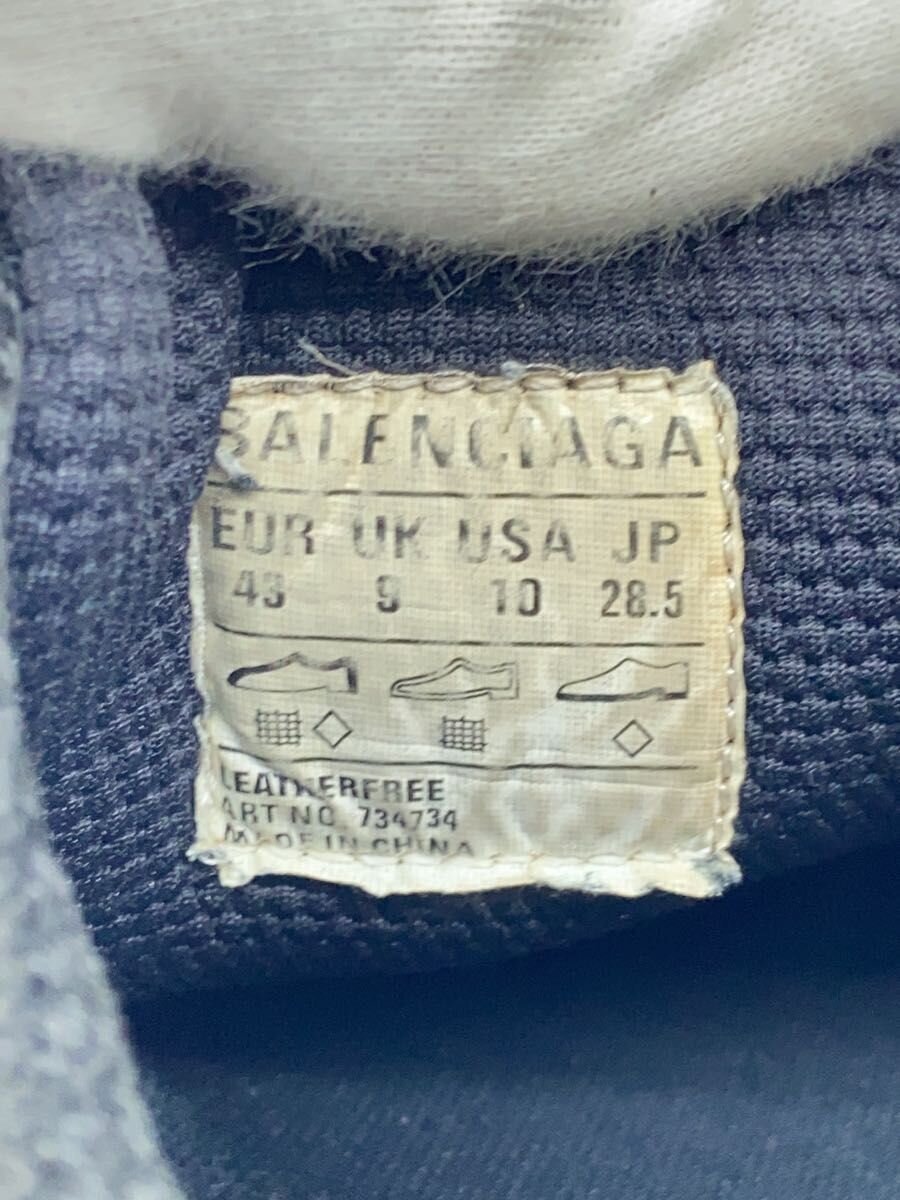 BALENCIAGA
EUR UK USA JP
43 9 10 28.5
LEATHERFREE
ART NO. 734734
MADE IN CHINA